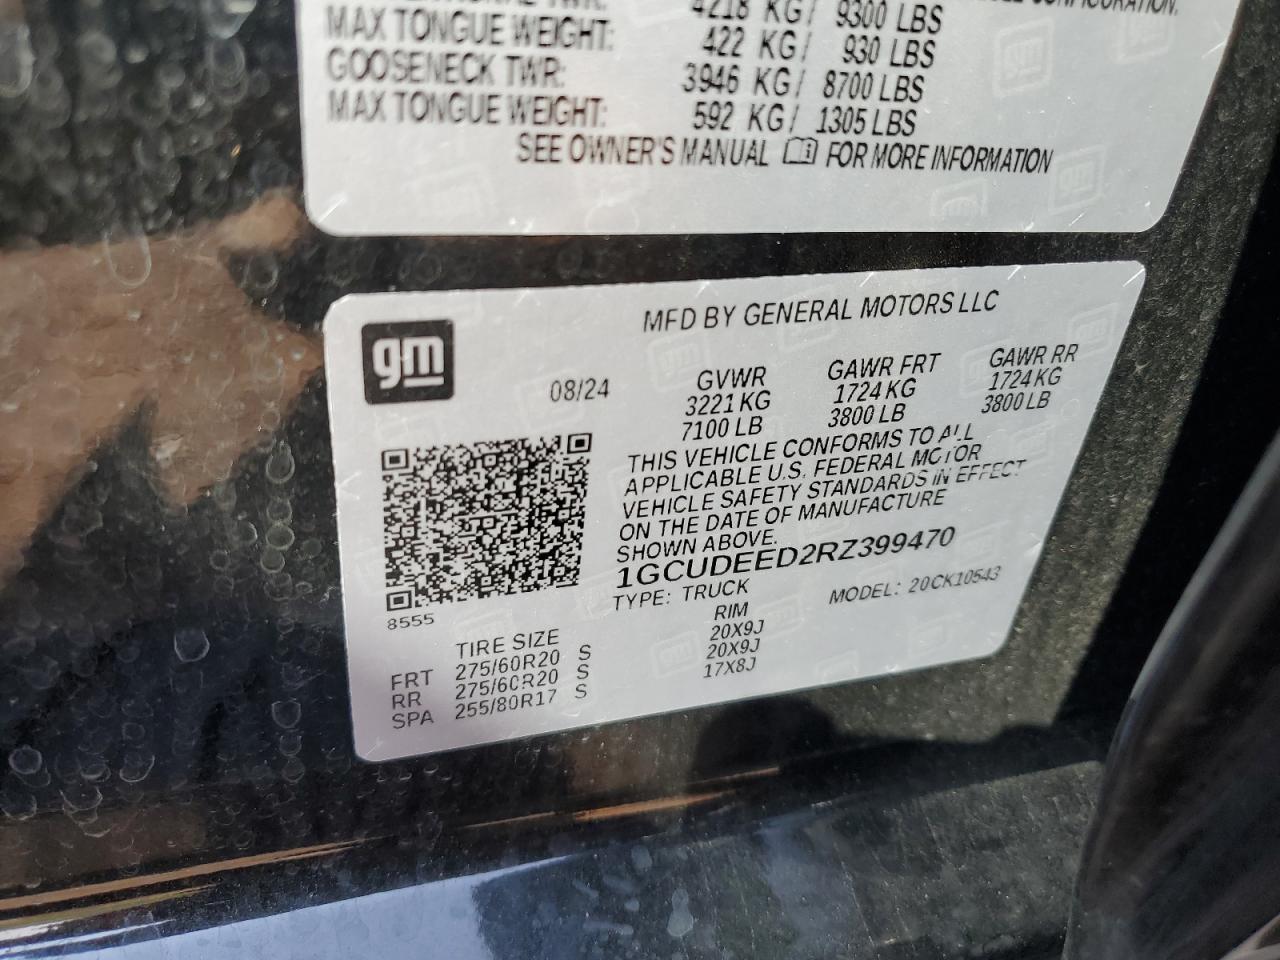 4218 KG/ 9300 LBS
MAX TONGUE WEIGHT: 422 KG/ 930 LBS
GOOSENECK TWR: 3946 KG/ 8700 LBS
MAX TONGUE WEIGHT: 592 KG/ 1305 LBS
SEE OWNER'S MANUAL FOR MORE INFORMATION
gm
MFD BY GENERAL MOTORS LLC
08/24
GVWR GAWR FRT GAWR RR
3221 KG 1724 KG 1724 KG
7100 LB 3800 LB 3800 LB
THIS VEHICLE CONFORMS TO ALL
APPLICABLE U.S. FEDERAL MOTOR
VEHICLE SAFETY STANDARDS IN EFFECT
ON THE DATE OF MANUFACTURE
SHOWN ABOVE.
1GCUDEED2RZ399470
TYPE: TRUCK MODEL: 20CK10543
8555
TIRE SIZE RIM
FRT 275/60R20 S 20X9J
RR 275/60R20 S 20X9J
SPA 255/80R17 S 17X8J